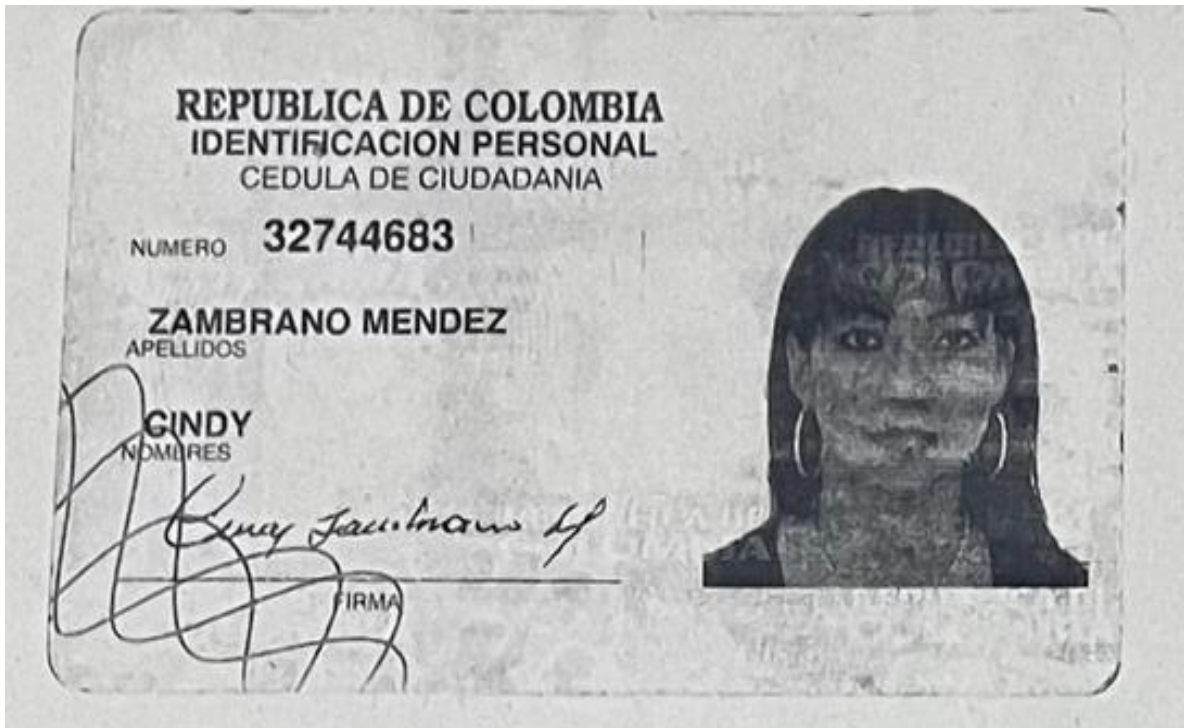 REPUBLICA DE COLOMBIA
IDENTIFICACION PERSONAL
CEDULA DE CIUDADANIA
NUMERO 32744683
ZAMBRANO MENDEZ
APELLIDOS
CINDY
NOMBRES
FIRMA